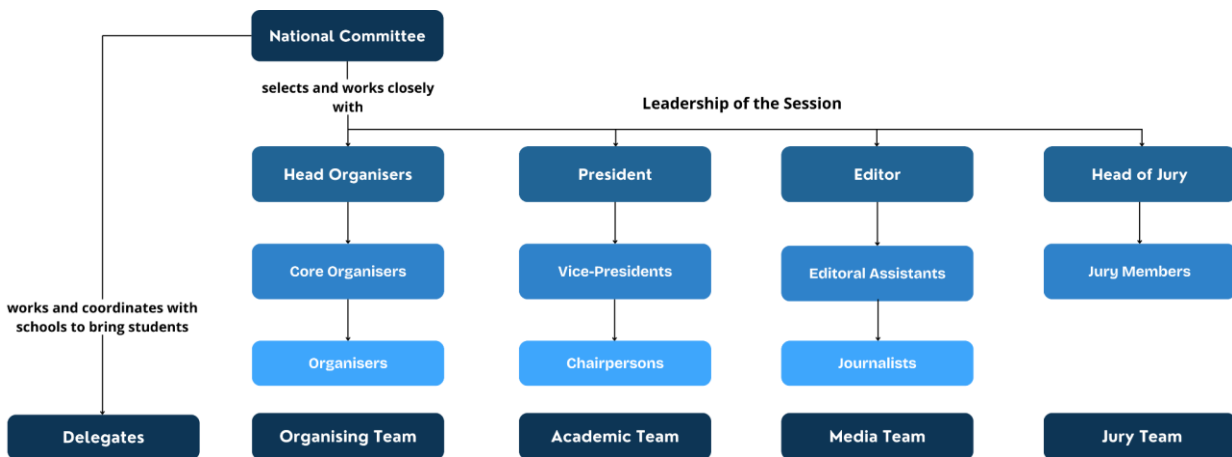 National Committee
selects and works closely
with
Leadership of the Session
Head Organisers
President
Editor
Head of Jury
Core Organisers
Vice-Presidents
Editoral Assistants
Jury Members
works and coordinates with
schools to bring students
Organisers
Chairpersons
Journalists
Delegates
Organising Team
Academic Team
Media Team
Jury Team